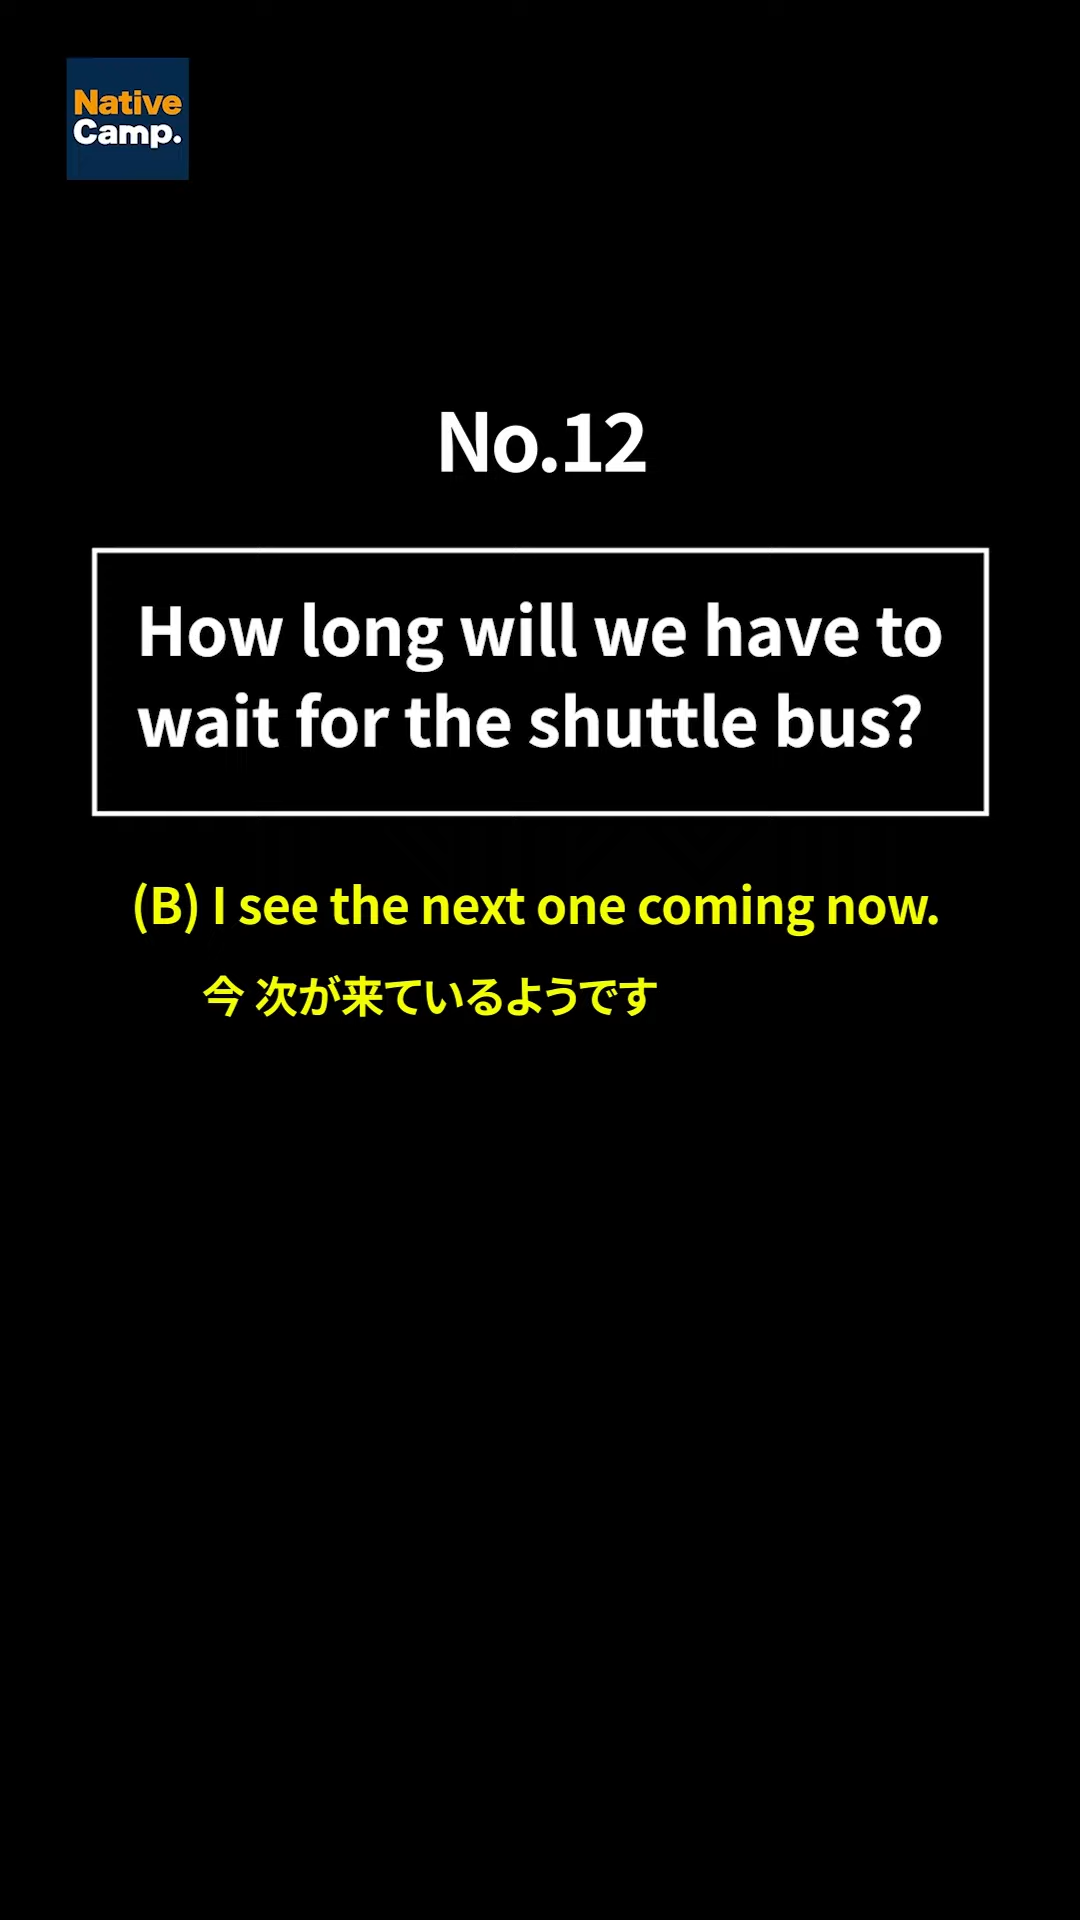 Native
Camp.
No.12
How long will we have to
wait for the shuttle bus?
(B) I see the next one coming now.
今 次が来ているようです